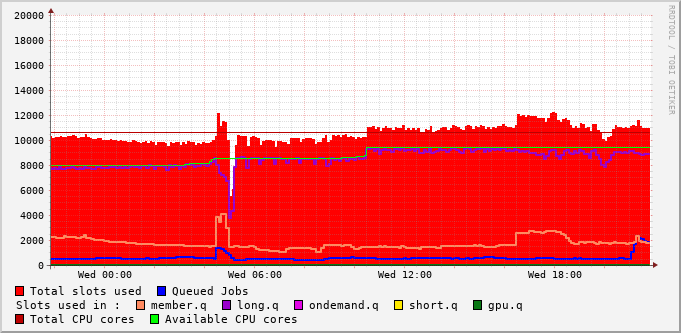 20000
18000
16000
14000
12000
10000
8000
6000
4000
2000
0
Wed 00:00 Wed 06:00 Wed 12:00 Wed 18:00
RRDTOOL / TOBI OETIKER
Total slots used Queued Jobs
Slots used in : member.q long.q ondemand.q short.q gpu.q
Total CPU cores Available CPU cores